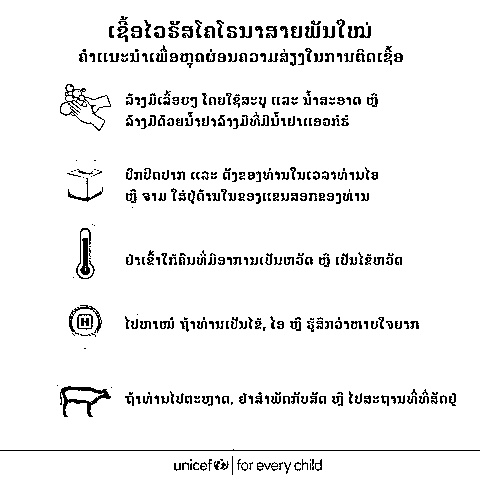 ເຊື້ອໄວຣັສໂຄໂຣນາສາຍພັນໃໝ່
ຄຳແນະນຳເພື່ອຫຼຸດຜ່ອນຄວາມສ່ຽງໃນການຕິດເຊື້ອ
ລ້າງມືເລື້ອຍໆ ໂດຍໃຊ້ສະບູ ແລະ ນ້ຳສະອາດ ຫຼື
ລ້າງມືດ້ວຍນ້ຳຢາລ້າງມືທີ່ມີນ້ຳຢາແອວກໍຮໍ
ປົກປິດປາກ ແລະ ດັງຂອງທ່ານໃນເວລາທ່ານໄອ
ຫຼື ຈາມ ໃສ່ຜູ້ດ້ານໃນຂອງແຂນສອກຂອງທ່ານ
ຢ່າເຂົ້າໃກ້ຄົນທີ່ມີອາການເປັນຫວັດ ຫຼື ເປັນໄຂ້ຫວັດ
ໄປຫາໝໍ ຖ້າທ່ານເປັນໄຂ້, ໄອ ຫຼື ຮູ້ສຶກວ່າຫາຍໃຈຍາກ
ຖ້າທ່ານໄປຕະຫຼາດ, ຢ່າສຳພັດກັບສັດ ຫຼື ໄປສະຖານທີ່ທີ່ສັດຢູ່
unicef | for every child